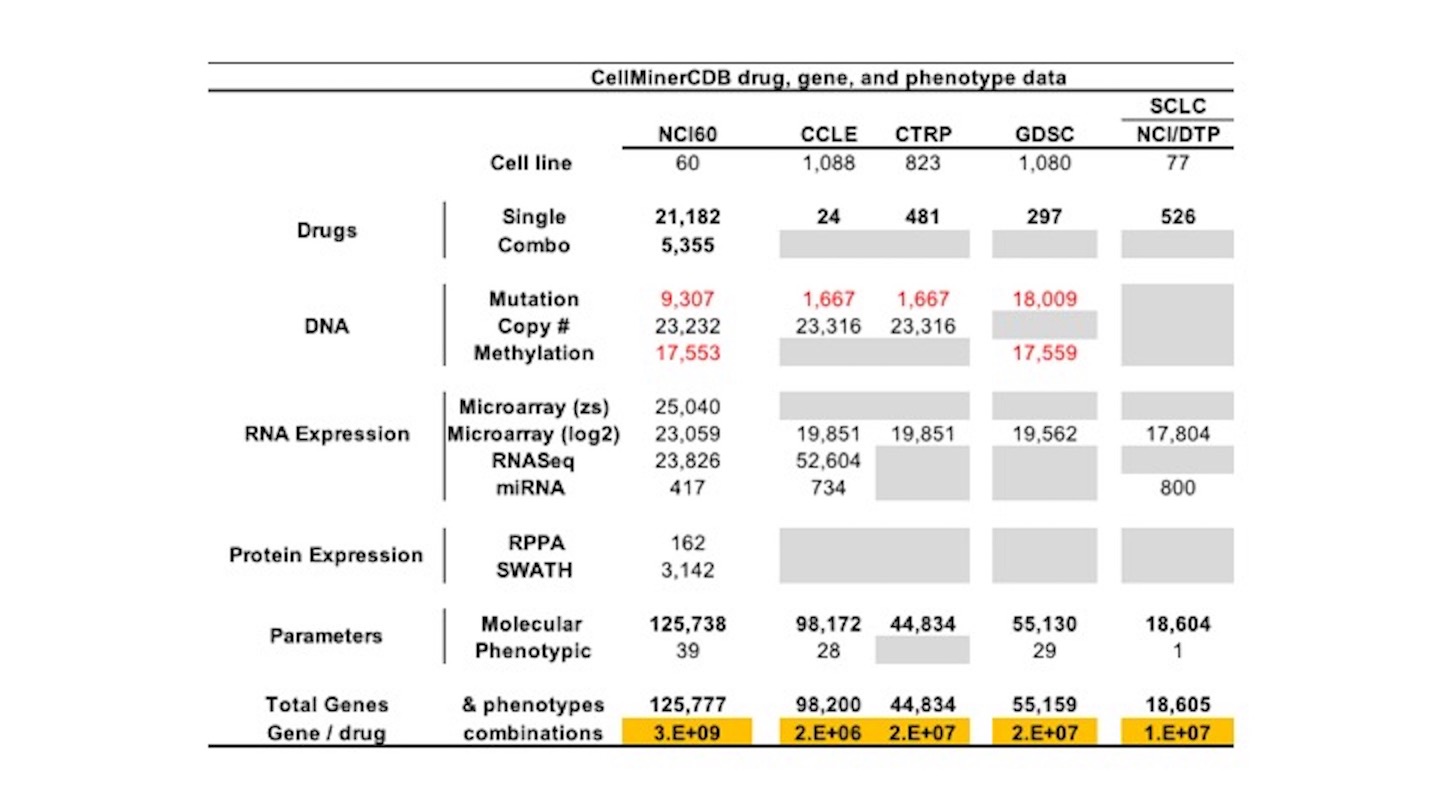 CellMinerCDB drug, gene, and phenotype data
SCLC
NCI60 CCLE CTRP GDSC NCI/DTP
Cell line 60 1,088 823 1,080 77
Drugs
Single 21,182 24 481 297 526
Combo 5,355
DNA
Mutation 9,307 1,667 1,667 18,009
Copy # 23,232 23,316 23,316
Methylation 17,553 17,559
RNA Expression
Microarray (zs) 25,040
Microarray (log2) 23,059 19,851 19,851 19,562 17,804
RNASeq 23,826 52,604
miRNA 417 734 800
Protein Expression
RPPA 162
SWATH 3,142
Parameters
Molecular 125,738 98,172 44,834 55,130 18,604
Phenotypic 39 28 29 1
Total Genes & phenotypes 125,777 98,200 44,834 55,159 18,605
Gene / drug combinations 3.E+09 2.E+06 2.E+07 2.E+07 1.E+07